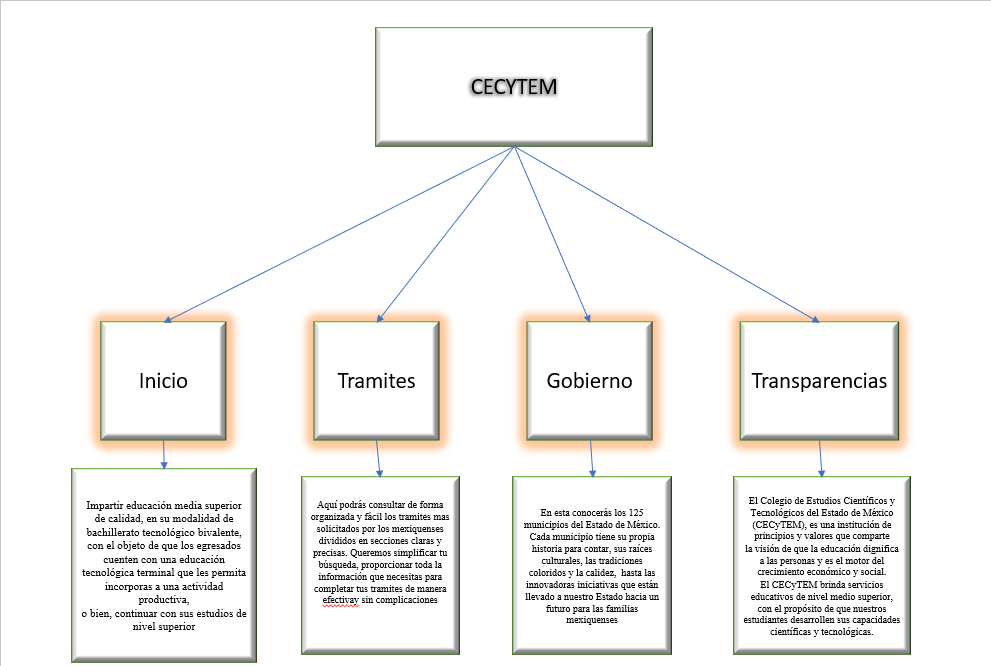 CECYTEM
Inicio
Tramites
Gobierno
Transparencias
Impartir educación media superior
de calidad, en su modalidad de
bachillerato tecnológico bivalente,
con el objeto de que los egresados
cuenten con una educación
tecnológica terminal que les permita
incorporas a una actividad
productiva,
o bien, continuar con sus estudios de
nivel superior
Aquí podrás consultar de forma
organizada y fácil los tramites mas
solicitados por los mexiquenses
divididos en secciones claras y
precisas. Queremos simplificar tu
búsqueda, proporcionar toda la
información que necesitas para
completar tus tramites de manera
efectivay sin complicaciones
En esta conocerás los 125
municipios del Estado de México.
Cada municipio tiene su propia
historia para contar, sus raíces
culturales, las tradiciones
coloridos y la calidez, hasta las
innovadoras iniciativas que están
llevado a nuestro Estado hacia un
futuro para las familias
mexiquenses
El Colegio de Estudios Científicos y
Tecnológicos del Estado de México
(CECyTEM), es una institución de
principios y valores que comparte
la visión de que la educación dignifica
a las personas y es el motor del
crecimiento económico y social.
El CECyTEM brinda servicios
educativos de nivel medio superior,
con el propósito de que nuestros
estudiantes desarrollen sus capacidades
científicas y tecnológicas.